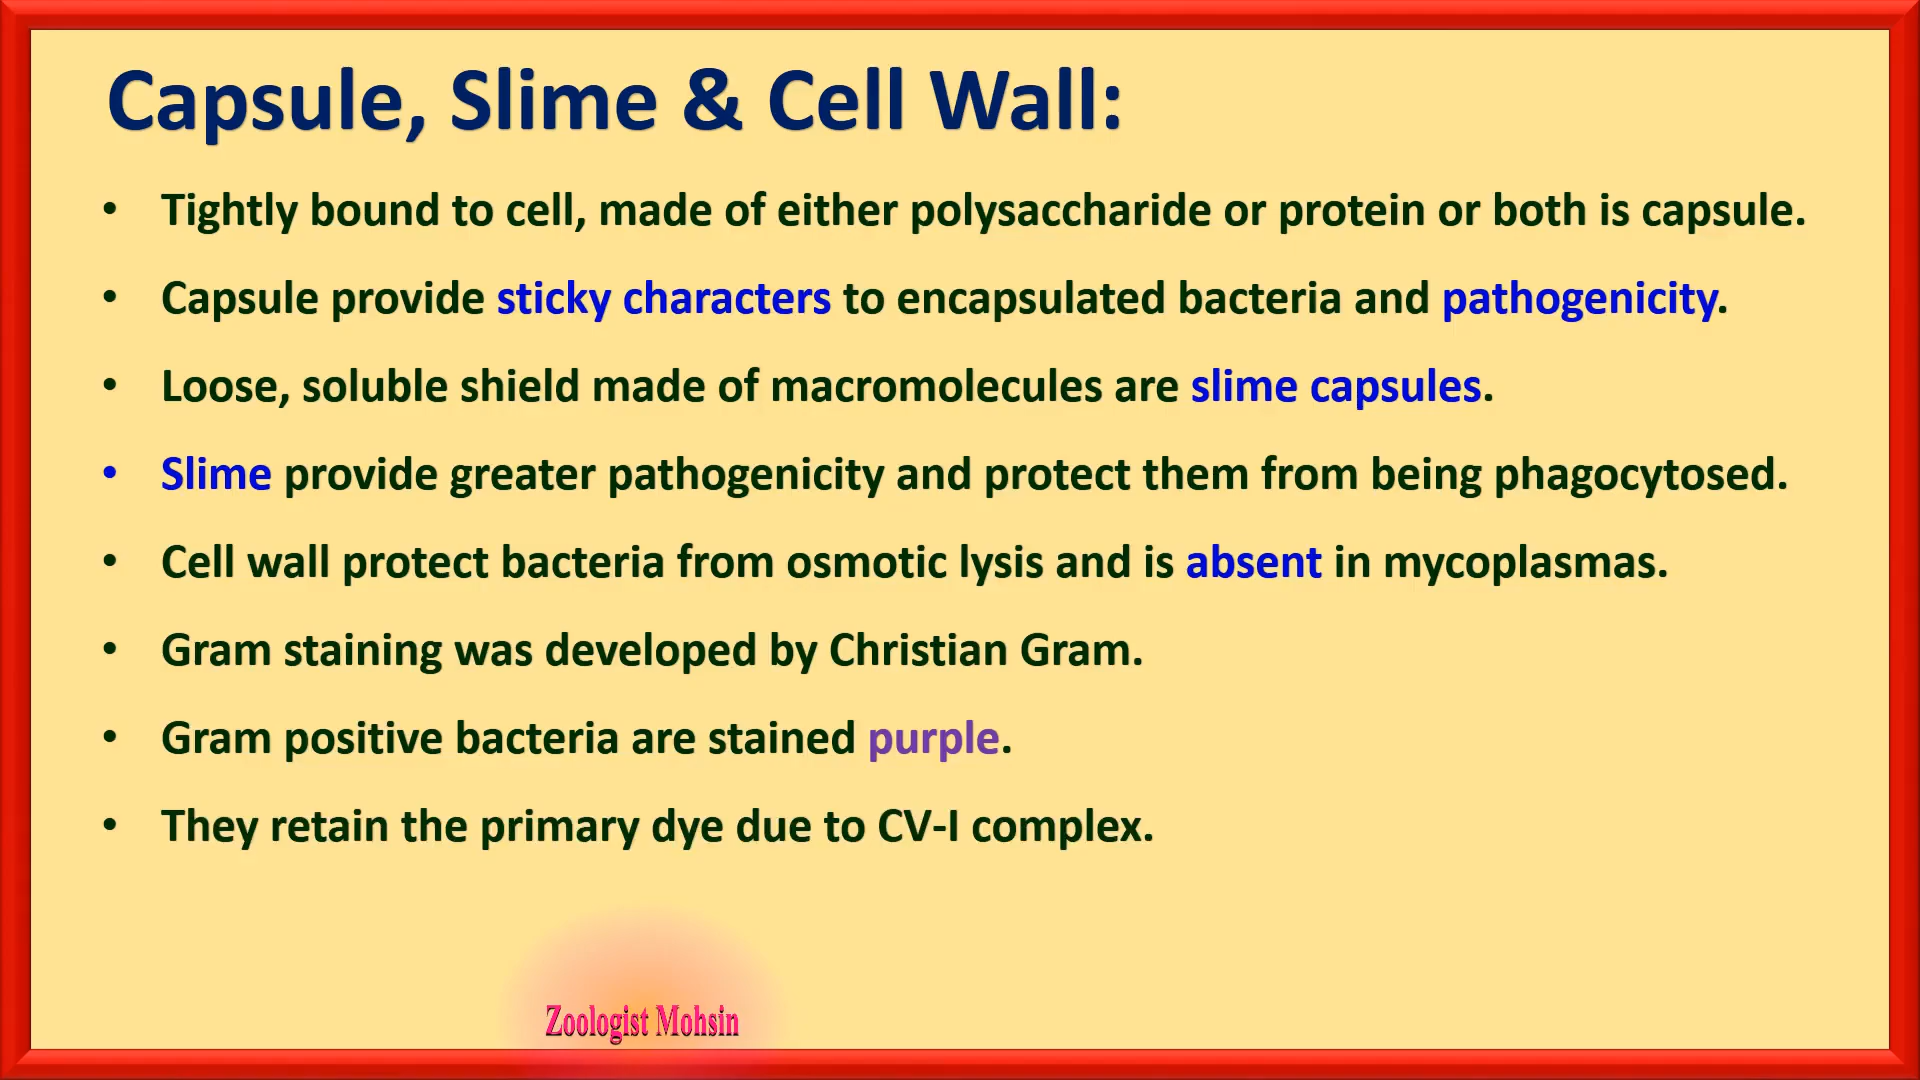 Capsule, Slime & Cell Wall:
• Tightly bound to cell, made of either polysaccharide or protein or both is capsule.
• Capsule provide sticky characters to encapsulated bacteria and pathogenicity.
• Loose, soluble shield made of macromolecules are slime capsules.
• Slime provide greater pathogenicity and protect them from being phagocytosed.
• Cell wall protect bacteria from osmotic lysis and is absent in mycoplasmas.
• Gram staining was developed by Christian Gram.
• Gram positive bacteria are stained purple.
• They retain the primary dye due to CV-I complex.
Zoologist Mohsin